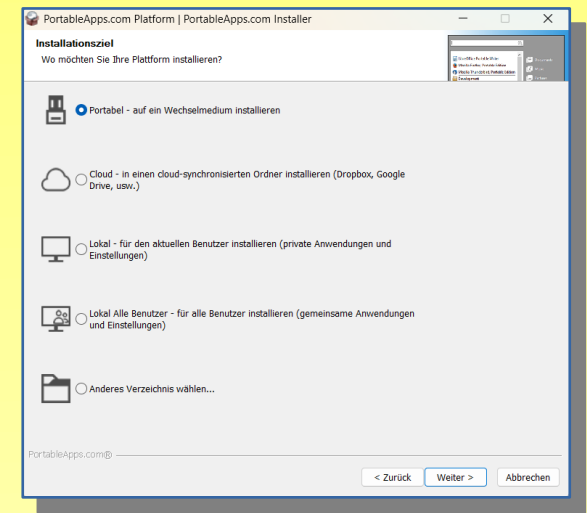 PortableApps.com Platform | PortableApps.com Installer
Installationsziel
Wo möchten Sie Ihre Plattform installieren?
Portabel - auf ein Wechselmedium installieren
Cloud - in einen cloud-synchronisierten Ordner installieren (Dropbox, Google
Drive, usw.)
Lokal - für den aktuellen Benutzer installieren (private Anwendungen und
Einstellungen)
Lokal Alle Benutzer - für alle Benutzer installieren (gemeinsame Anwendungen
und Einstellungen)
Anderes Verzeichnis wählen...
PortableApps.com®
< Zurück
Weiter >
Abbrechen